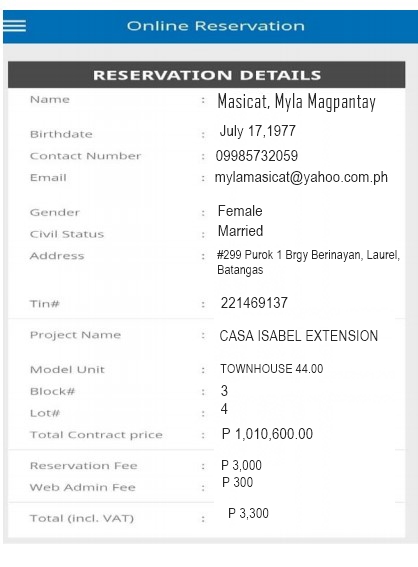 Online Reservation
RESERVATION DETAILS
Name : Masicat, Myla Magpantay
Birthdate : July 17,1977
Contact Number : 09985732059
Email : mylamasicat@yahoo.com.ph
Gender : Female
Civil Status : Married
Address : #299 Purok 1 Brgy Berinayan, Laurel,
Batangas
Tin# : 221469137
Project Name : CASA ISABEL EXTENSION
Model Unit : TOWNHOUSE 44.00
Block# : 3
Lot# : 4
Total Contract price : P 1,010,600.00
Reservation Fee : P 3,000
Web Admin Fee : P 300
Total (incl. VAT) : P 3,300